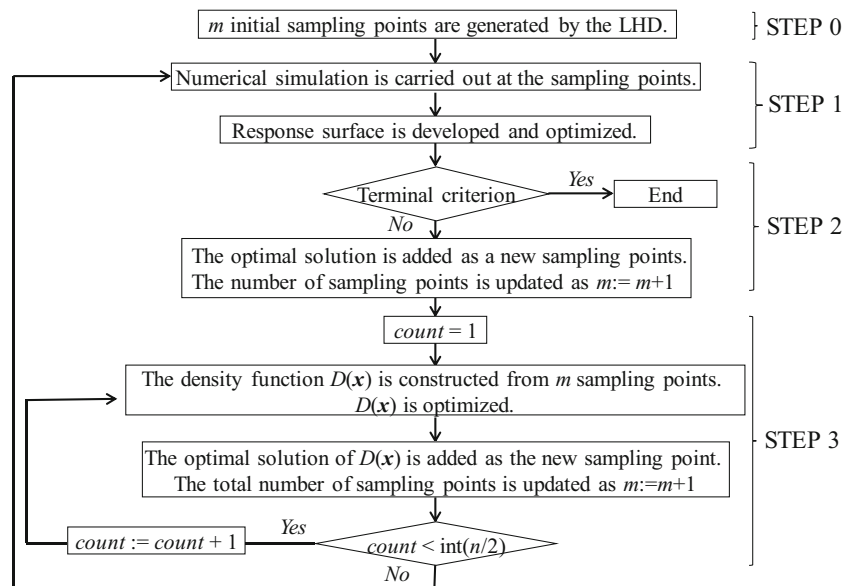 m initial sampling points are generated by the LHD.
STEP 0
Numerical simulation is carried out at the sampling points.
STEP 1
Response surface is developed and optimized.
Terminal criterion
Yes
End
No
STEP 2
The optimal solution is added as a new sampling points.
The number of sampling points is updated as m:= m+1
count = 1
The density function D(x) is constructed from m sampling points.
D(x) is optimized.
STEP 3
The optimal solution of D(x) is added as the new sampling point.
The total number of sampling points is updated as m:=m+1
count := count + 1
Yes
count < int(n/2)
No